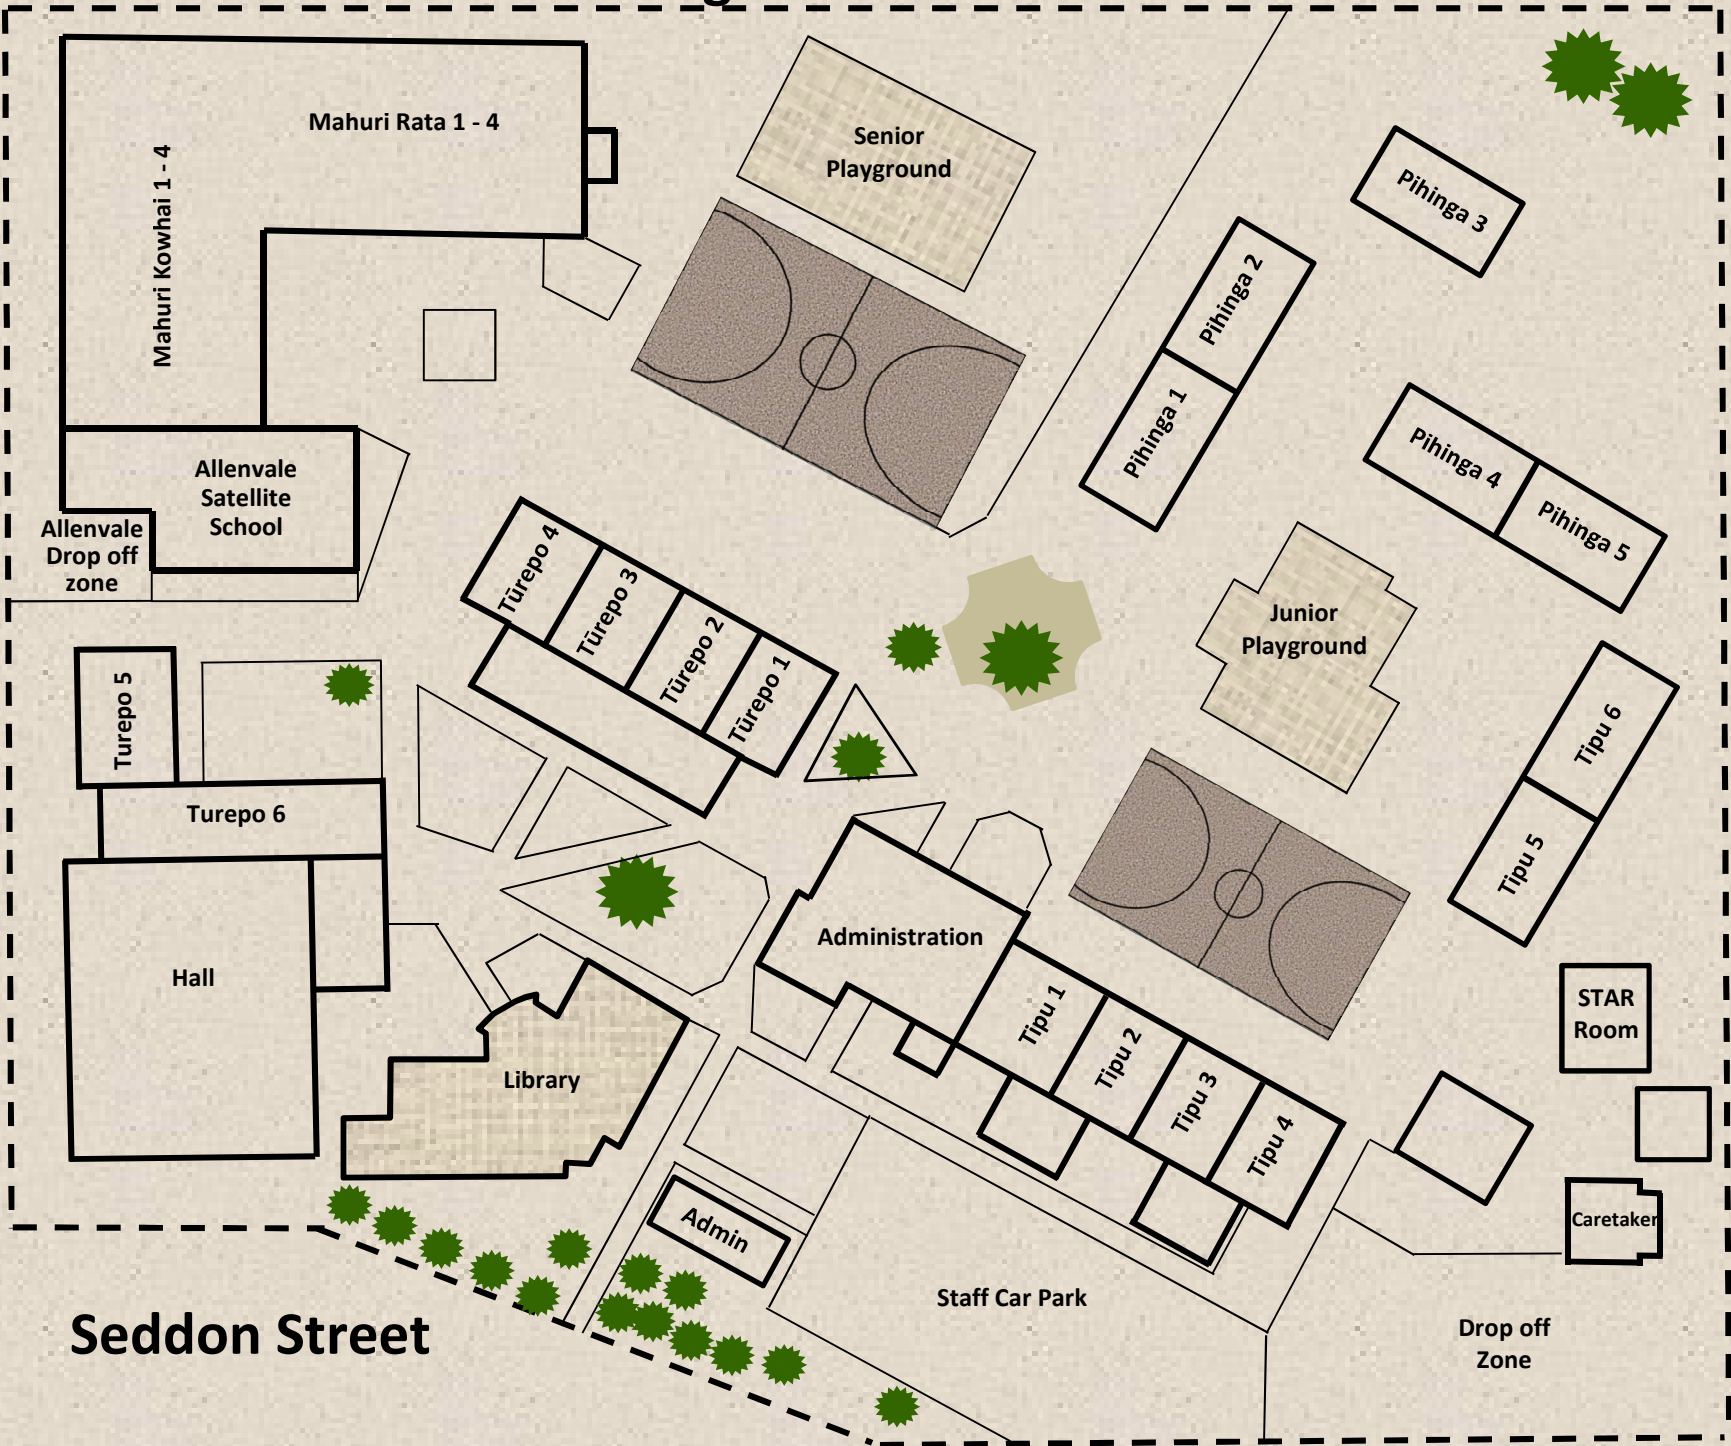 Mahuri Rata 1 - 4
Mahuri Kowhai 1 - 4
Senior
Playground
Pihinga 3
Pihinga 2
Pihinga 1
Pihinga 4
Pihinga 5
Allenvale
Satellite
School
Allenvale
Drop off
zone
Tūrepo 4
Tūrepo 3
Tūrepo 2
Tūrepo 1
Junior
Playground
Turepo 5
Turepo 6
Tipu 6
Tipu 5
Hall
Administration
STAR
Room
Tipu 1
Tipu 2
Tipu 3
Tipu 4
Library
Admin
Caretaker
Staff Car Park
Drop off
Zone
Seddon Street